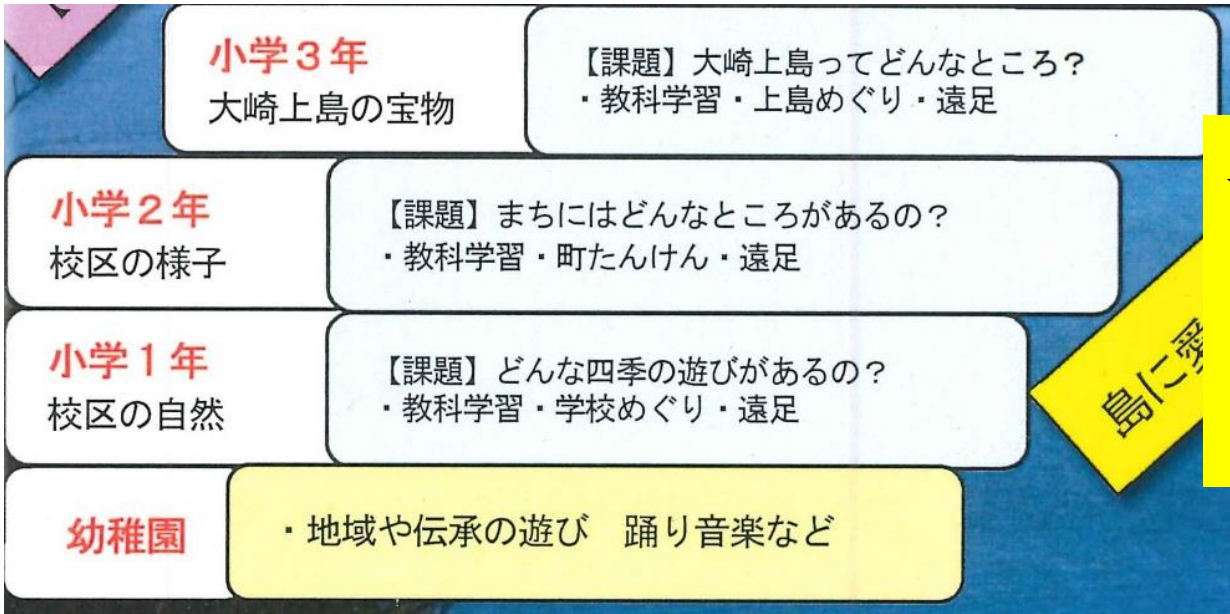 小学3年
大崎上島の宝物
【課題】大崎上島ってどんなところ？
・教科学習・上島めぐり・遠足
小学2年
校区の様子
【課題】まちにはどんなところがあるの？
・教科学習・町たんけん・遠足
小学1年
校区の自然
【課題】どんな四季の遊びがあるの？
・教科学習・学校めぐり・遠足
幼稚園
・地域や伝承の遊び　踊り音楽など
島に愛